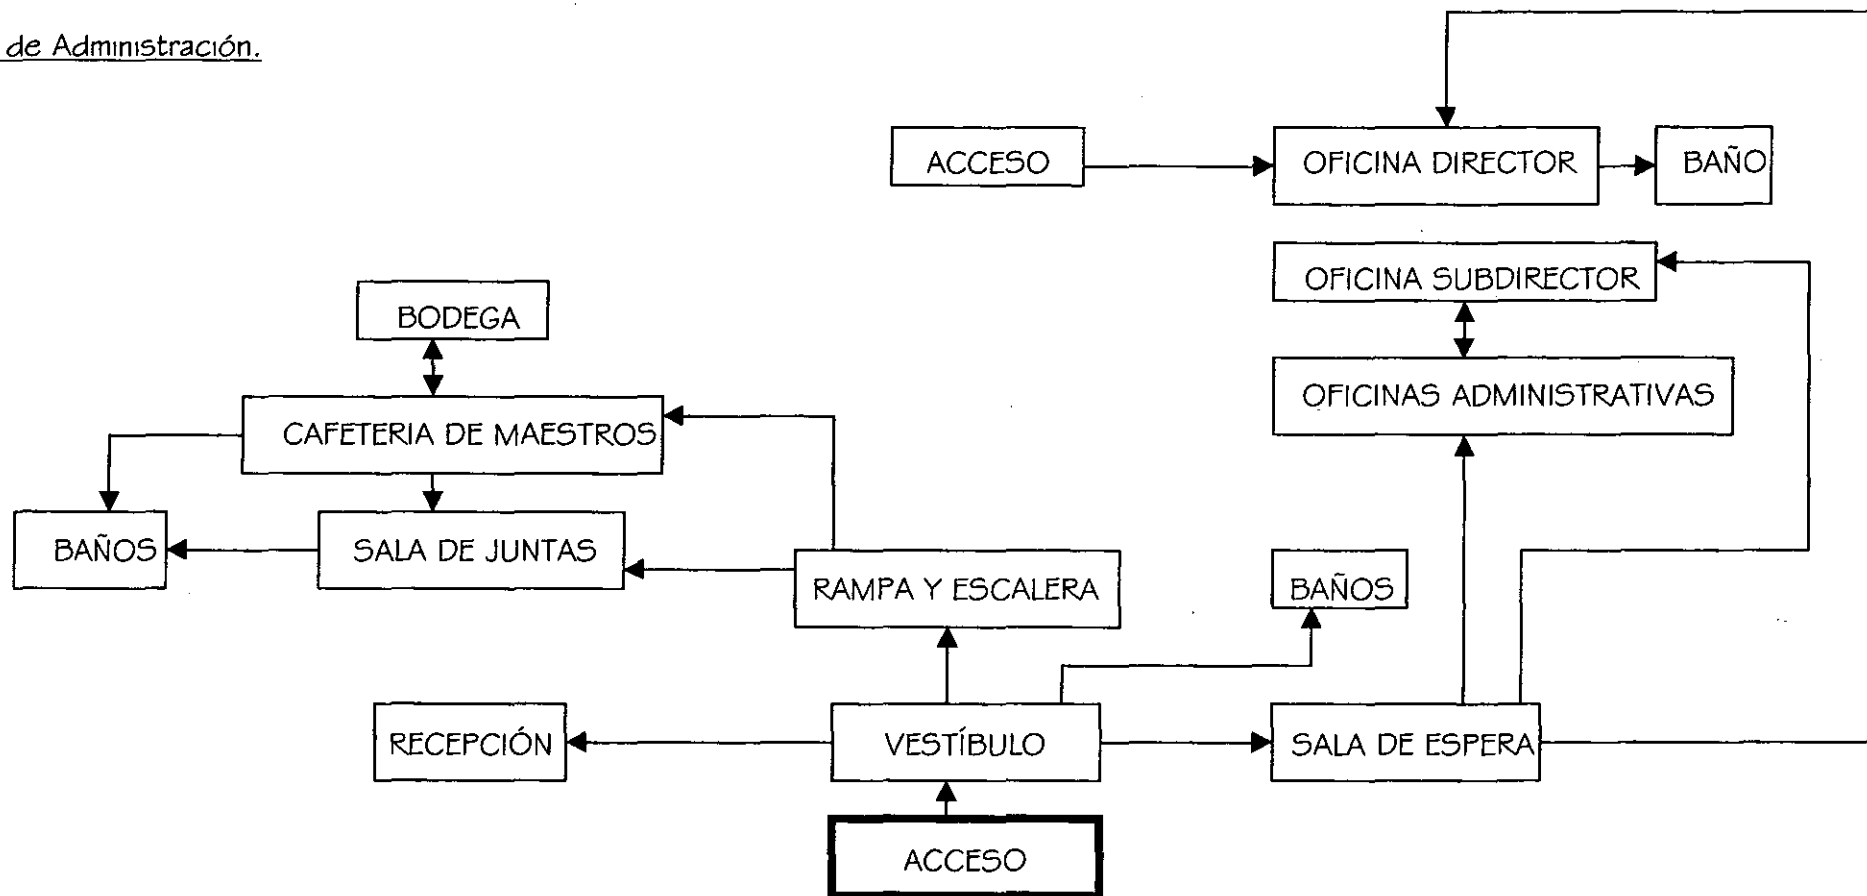 de Administración.
ACCESO
OFICINA DIRECTOR
BAÑO
OFICINA SUBDIRECTOR
BODEGA
OFICINAS ADMINISTRATIVAS
CAFETERIA DE MAESTROS
BAÑOS
SALA DE JUNTAS
RAMPA Y ESCALERA
BAÑOS
RECEPCIÓN
VESTÍBULO
SALA DE ESPERA
ACCESO